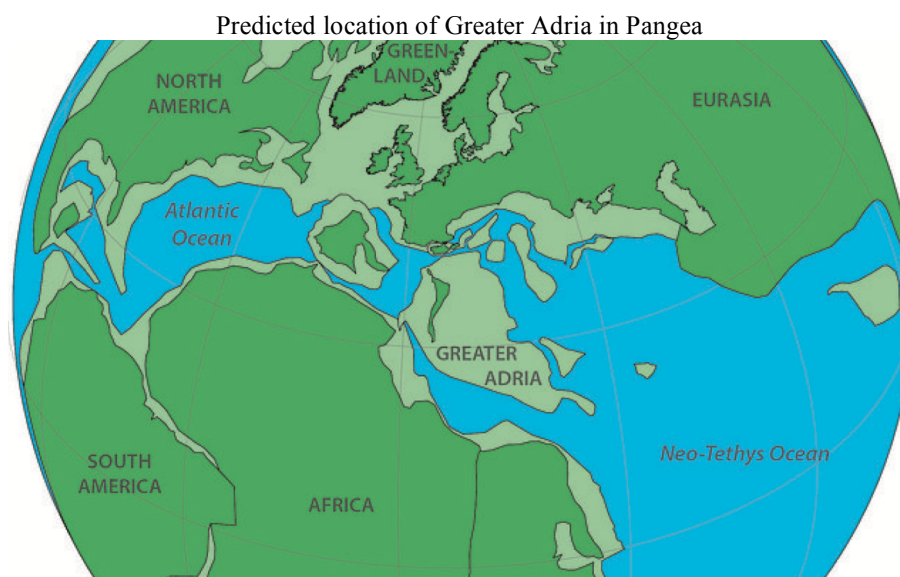 Predicted location of Greater Adria in Pangea
GREEN-
LAND
NORTH
AMERICA
EURASIA
Atlantic
Ocean
GREATER
ADRIA
Neo-Tethys Ocean
SOUTH
AMERICA
AFRICA